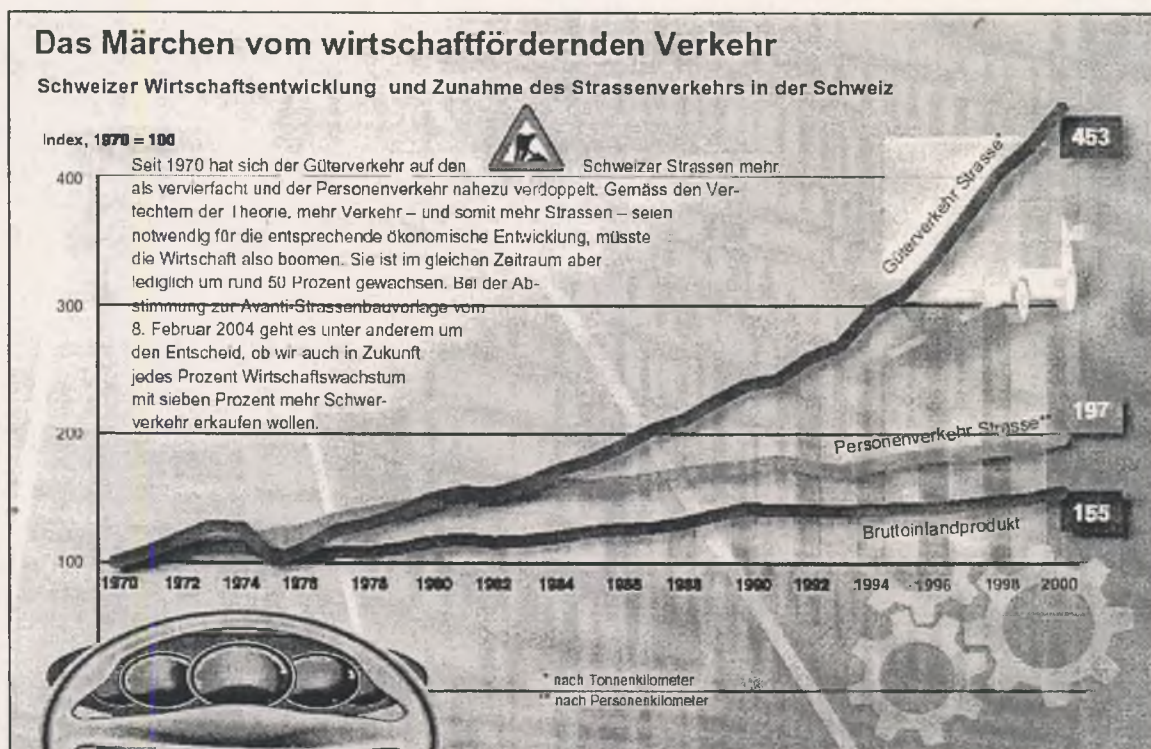 Das Märchen vom wirtschaftfördernden Verkehr
Schweizer Wirtschaftsentwicklung und Zunahme des Strassenverkehrs in der Schweiz
Index, 1970 = 100
Seit 1970 hat sich der Güterverkehr auf den Schweizer Strassen mehr
als vervierfacht und der Personenverkehr nahezu verdoppelt. Gemäss den Ver-
fechtern der Theorie, mehr Verkehr – und somit mehr Strassen – seien
notwendig für die entsprechende ökonomische Entwicklung, müsste
die Wirtschaft also boomen. Sie ist im gleichen Zeitraum aber
lediglich um rund 50 Prozent gewachsen. Bei der Ab-
stimmung zur Avanti-Strassenbauvorlage vom
8. Februar 2004 geht es unter anderem um
den Entscheid, ob wir auch in Zukunft
jedes Prozent Wirtschaftswachstum
mit sieben Prozent mehr Schwer-
verkehr erkaufen wollen.
400
300
200
100
Güterverkehr Strasse*
453
Personenverkehr Strasse**
197
Bruttoinlandprodukt
155
1970 1972 1974 1976 1978 1980 1982 1984 1986 1988 1990 1992 1994 1996 1998 2000
* nach Tonnenkilometer
** nach Personenkilometer